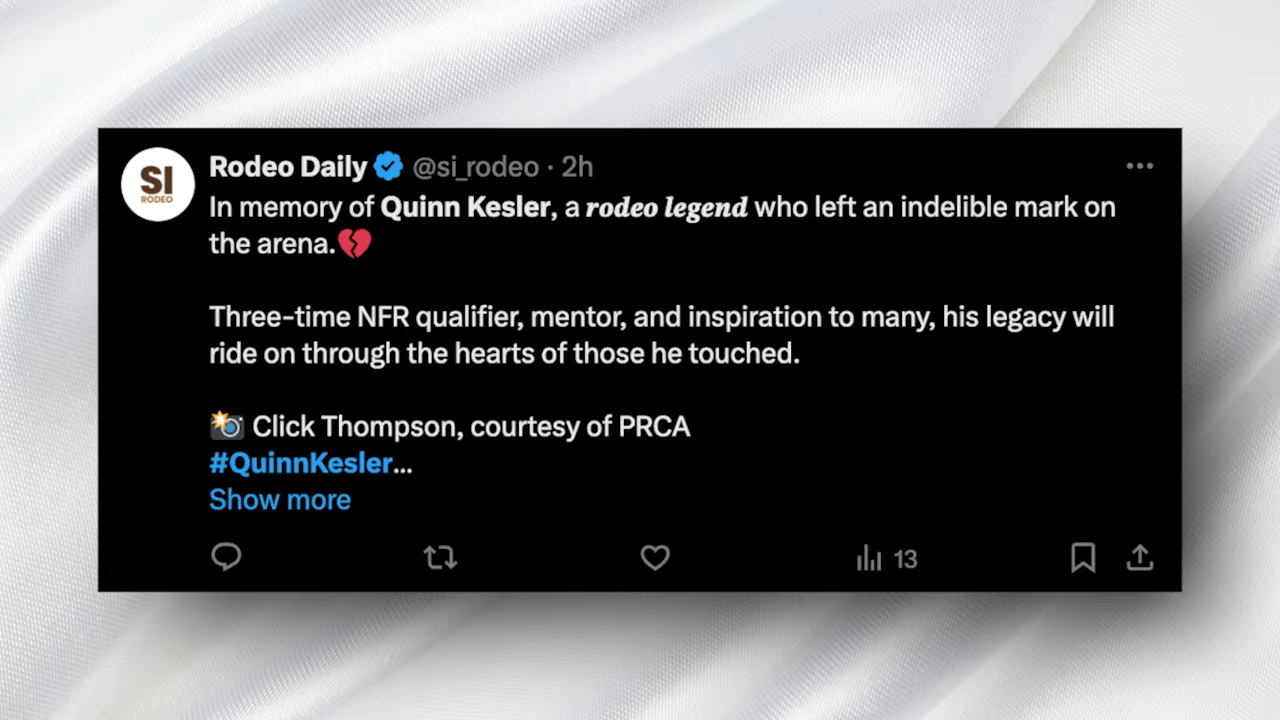 SI
RODEO
Rodeo Daily @si_rodeo · 2h
In memory of Quinn Kesler, a rodeo legend who left an indelible mark on
the arena.💔
Three-time NFR qualifier, mentor, and inspiration to many, his legacy will
ride on through the hearts of those he touched.
📸 Click Thompson, courtesy of PRCA
#QuinnKesler...
Show more
13